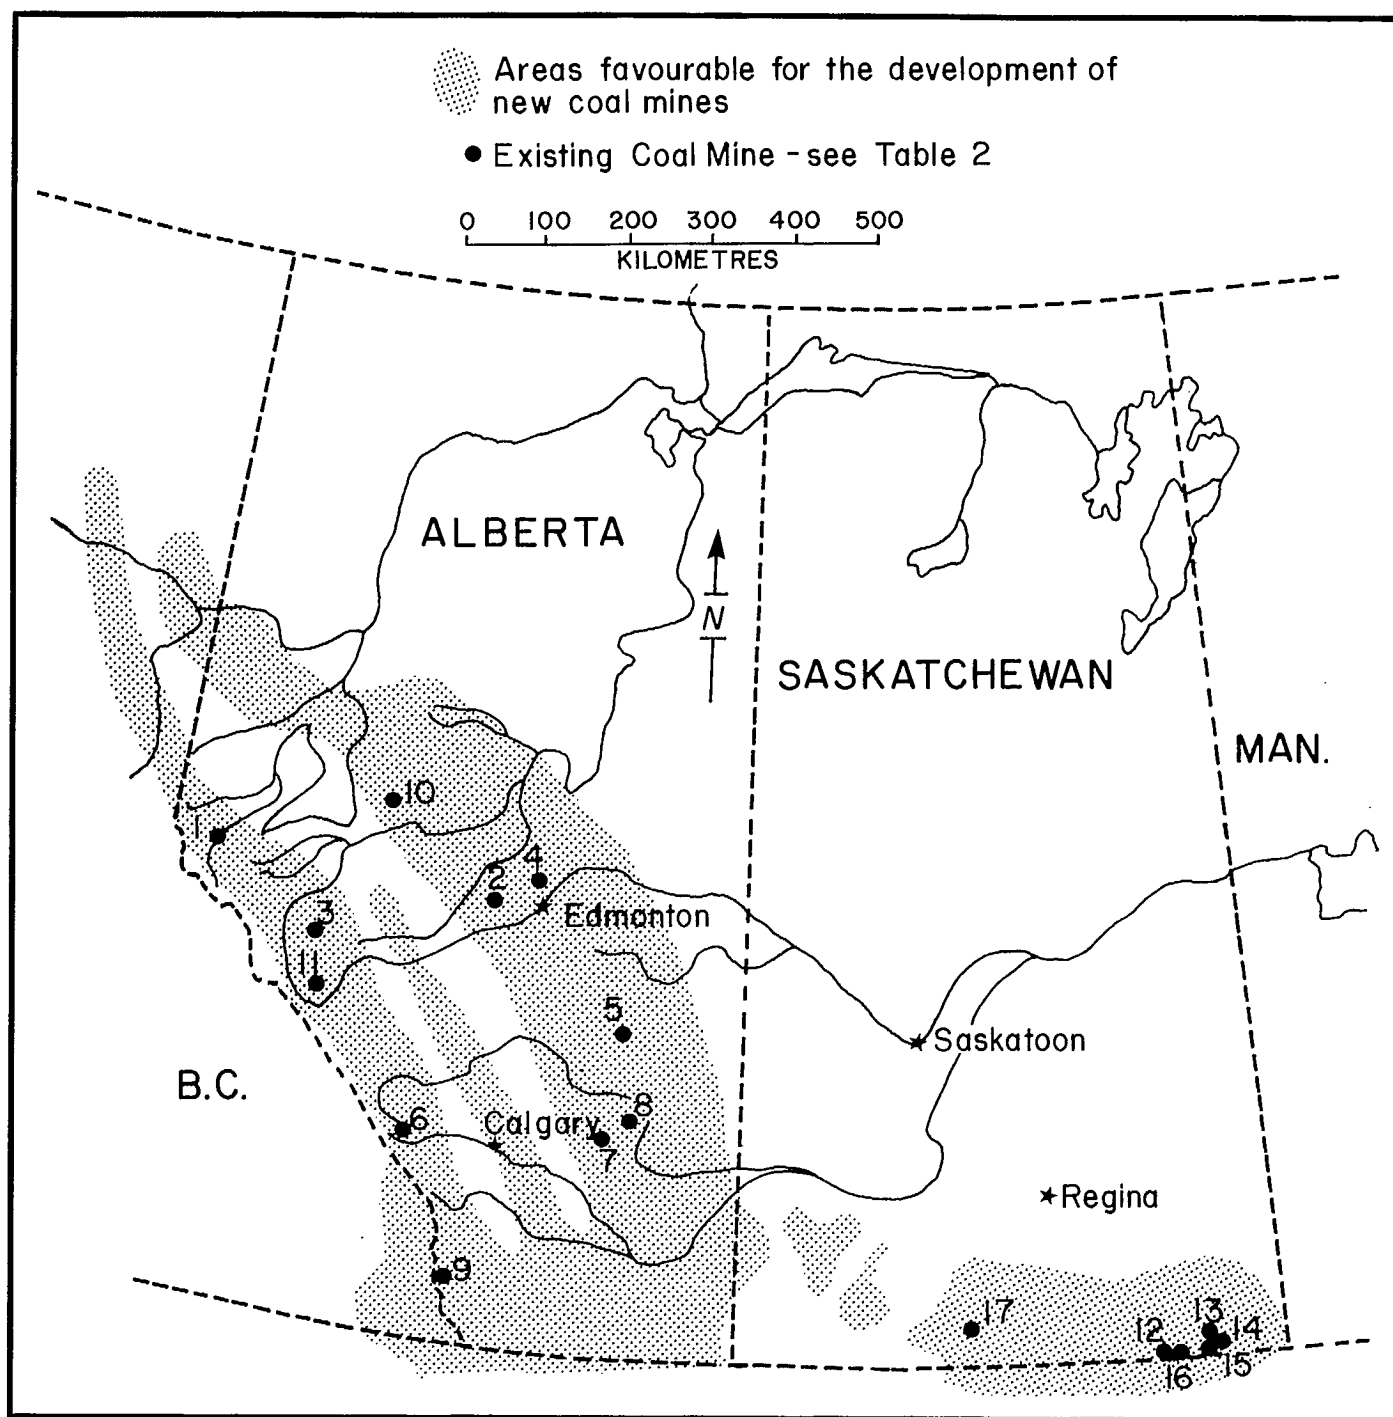 Areas favourable for the development of
new coal mines
Existing Coal Mine - see Table 2
0 100 200 300 400 500
KILOMETRES
ALBERTA
N
SASKATCHEWAN
MAN.
10
1
4
2
Edmanton
3
11
5
Saskatoon
B.C.
6
Calgary
8
7
Regina
9
17
13
12
14
15
16